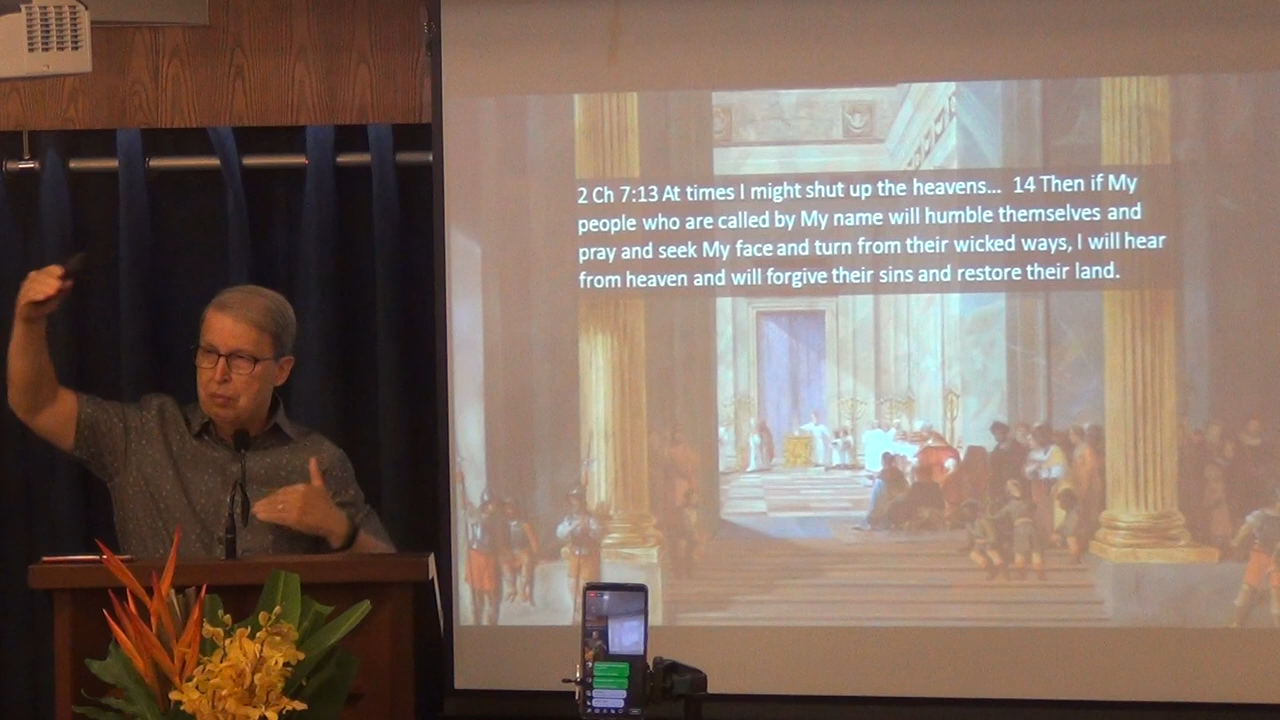 2 Ch 7:13 At times I might shut up the heavens... 14 Then if My
people who are called by My name will humble themselves and
pray and seek My face and turn from their wicked ways, I will hear
from heaven and will forgive their sins and restore their land.